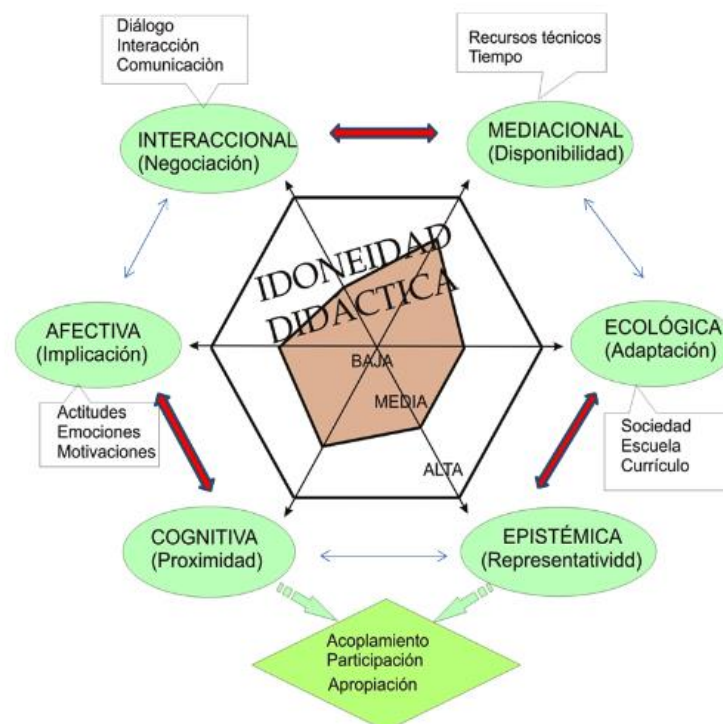 Diálogo
Interacción
Comunicación
Recursos técnicos
Tiempo
INTERACCIONAL
(Negociación)
MEDIACIONAL
(Disponibilidad)
IDONEIDAD
DIDACTICA
AFECTIVA
(Implicación)
ECOLÓGICA
(Adaptación)
BAJA
MEDIA
ALTA
Actitudes
Emociones
Motivaciones
Sociedad
Escuela
Currículo
COGNITIVA
(Proximidad)
EPISTÉMICA
(Representatividd)
Acoplamiento
Participación
Apropiación